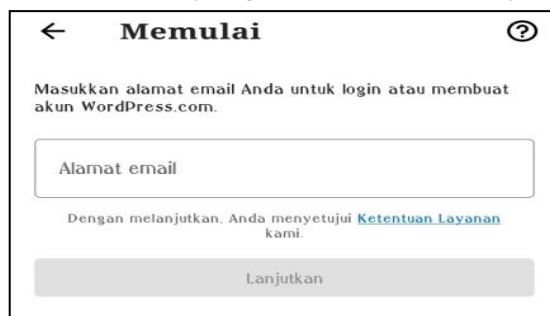 Memulai
Masukkan alamat email Anda untuk login atau membuat
akun WordPress.com.
Alamat email
Dengan melanjutkan, Anda menyetujui Ketentuan Layanan
kami.
Lanjutkan